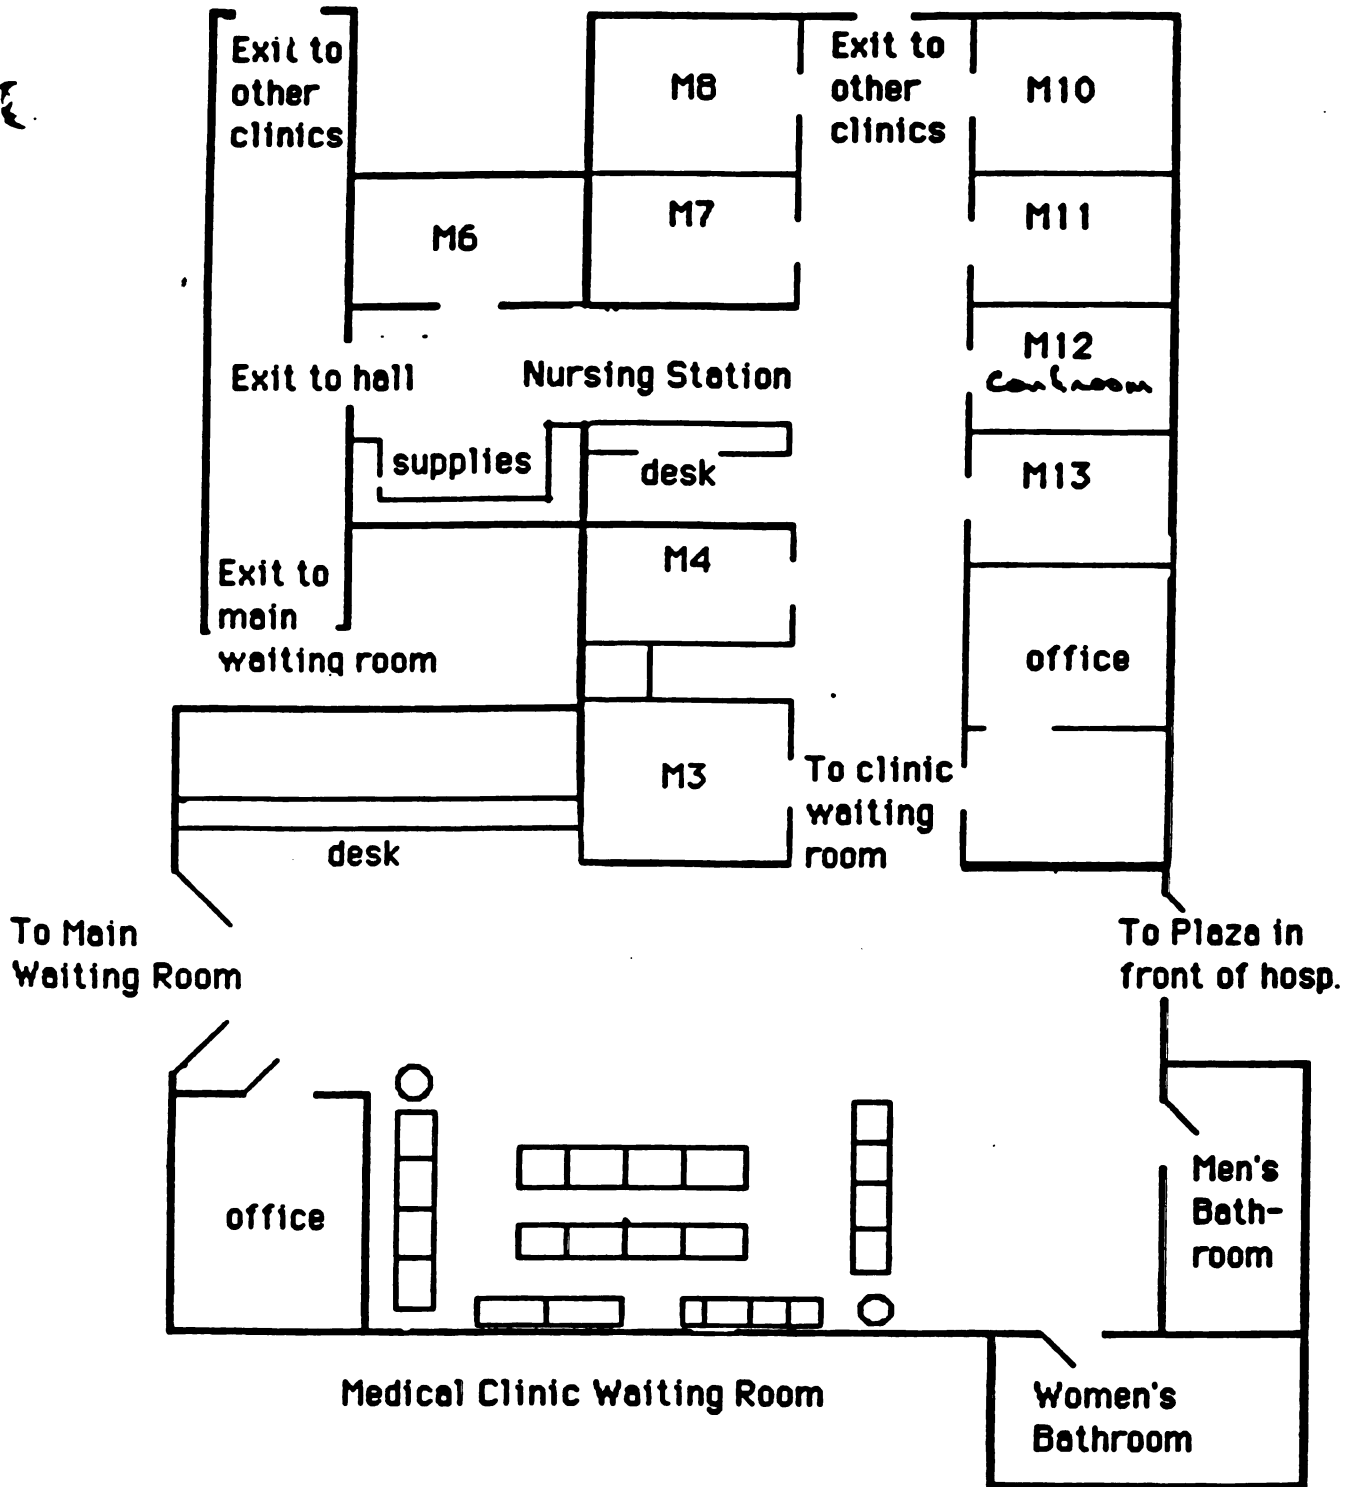 Exit to
other
clinics
M8
Exit to
other
clinics
M10
M6
M7
M11
Exit to hall
Nursing Station
M12
supplies
desk
M13
Exit to
main
waiting room
M4
office
M3
To clinic
waiting
room
desk
To Main
Waiting Room
To Plaza in
front of hosp.
office
Men's
Bath-
room
Medical Clinic Waiting Room
Women's
Bathroom